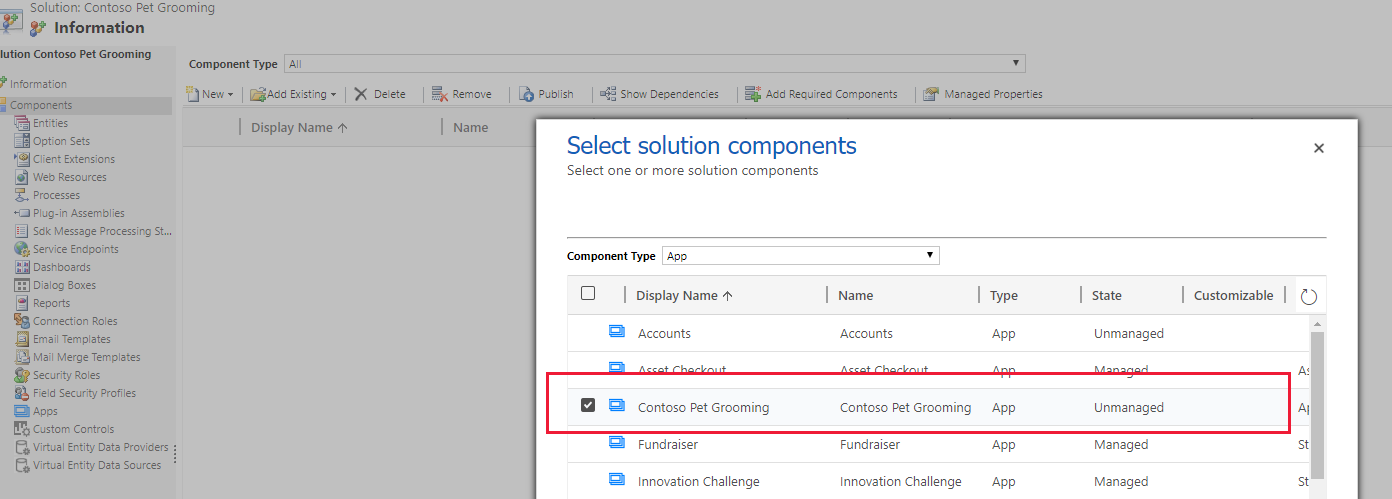 Solution: Contoso Pet Grooming
Information
lution Contoso Pet Grooming
Information
Components
Entities
Option Sets
Client Extensions
Web Resources
Processes
Plug-in Assemblies
Sdk Message Processing St...
Service Endpoints
Dashboards
Dialog Boxes
Reports
Connection Roles
Email Templates
Mail Merge Templates
Security Roles
Field Security Profiles
Apps
Custom Controls
Virtual Entity Data Providers
Virtual Entity Data Sources
Component Type All
New Add Existing Delete Remove Publish Show Dependencies Add Required Components Managed Properties
Display Name Name
Select solution components
Select one or more solution components
Component Type App
Display Name Name Type State Customizable
Accounts Accounts App Unmanaged
Asset Checkout Asset Checkout App Managed As
Contoso Pet Grooming Contoso Pet Grooming App Unmanaged Ap
Fundraiser Fundraiser App Managed St
Innovation Challenge Innovation Challenge App Managed St